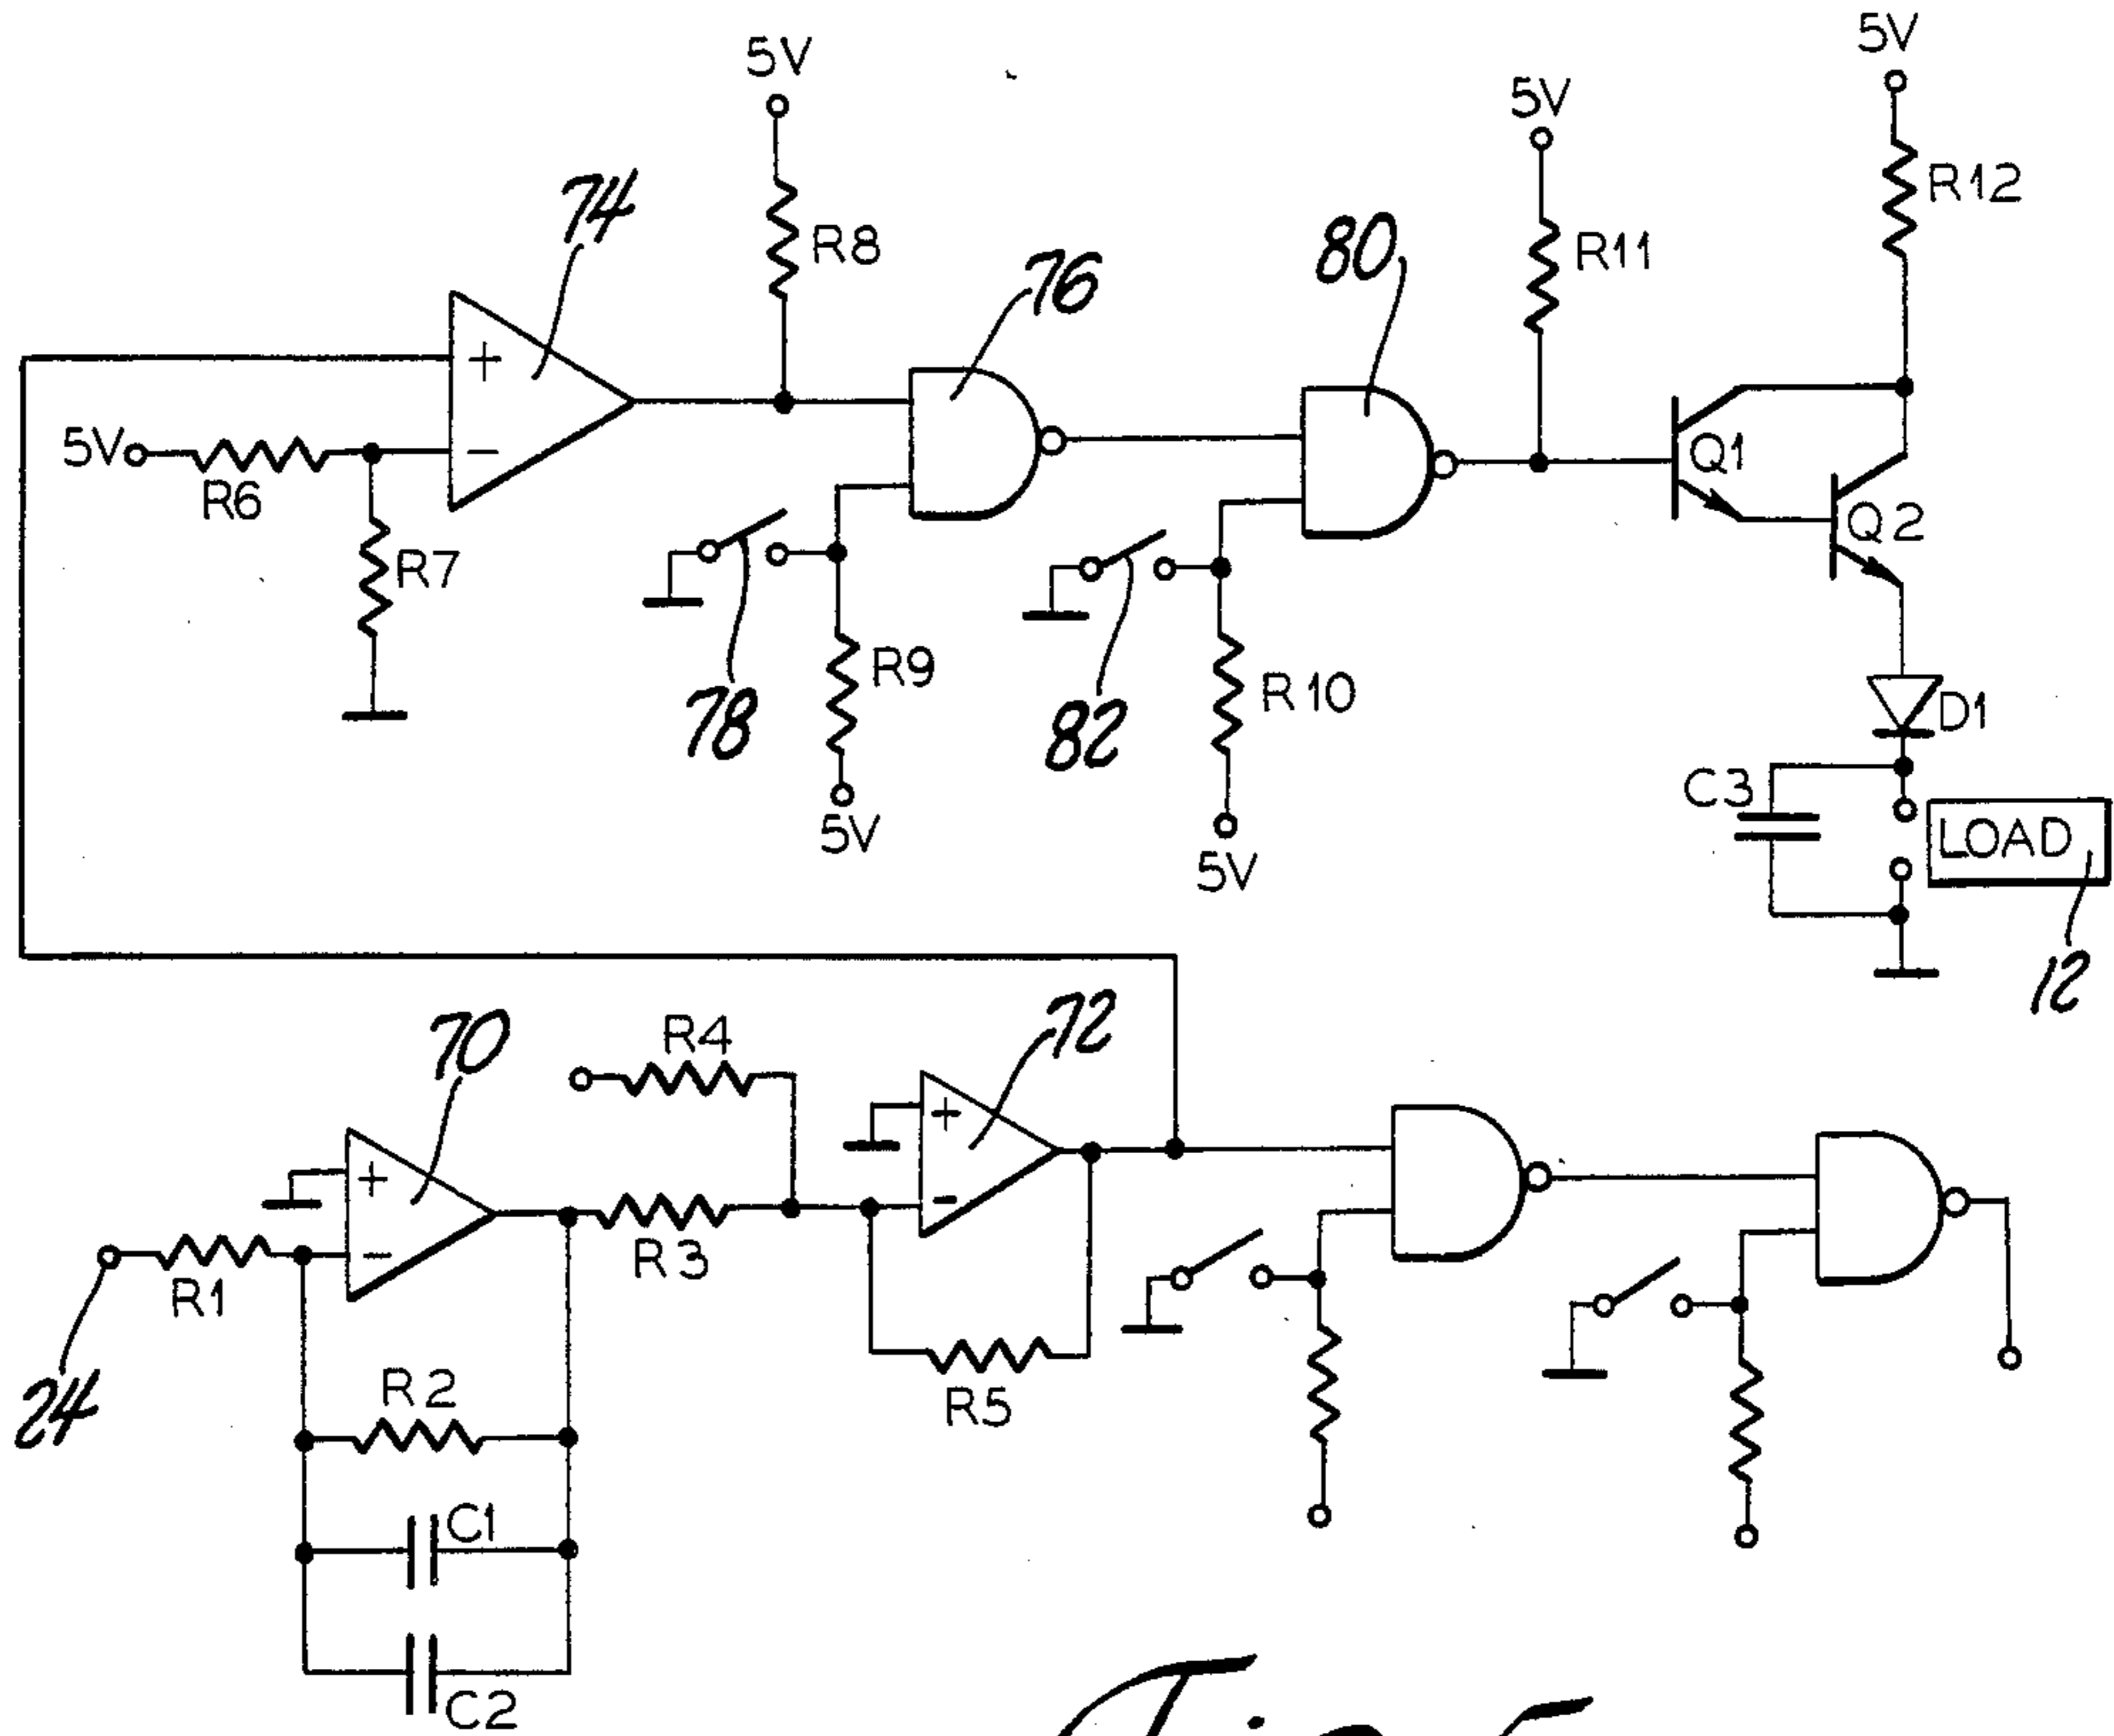 5V
5V
5V
R12
74
R8
R11
80
76
+
5V
R6
−
Q1
Q2
R7
78
R9
82
R10
D1
5V
C3
LOAD
5V
12
70
R4
72
+
+
−
−
R1
R3
24
R2
R5
C1
C2